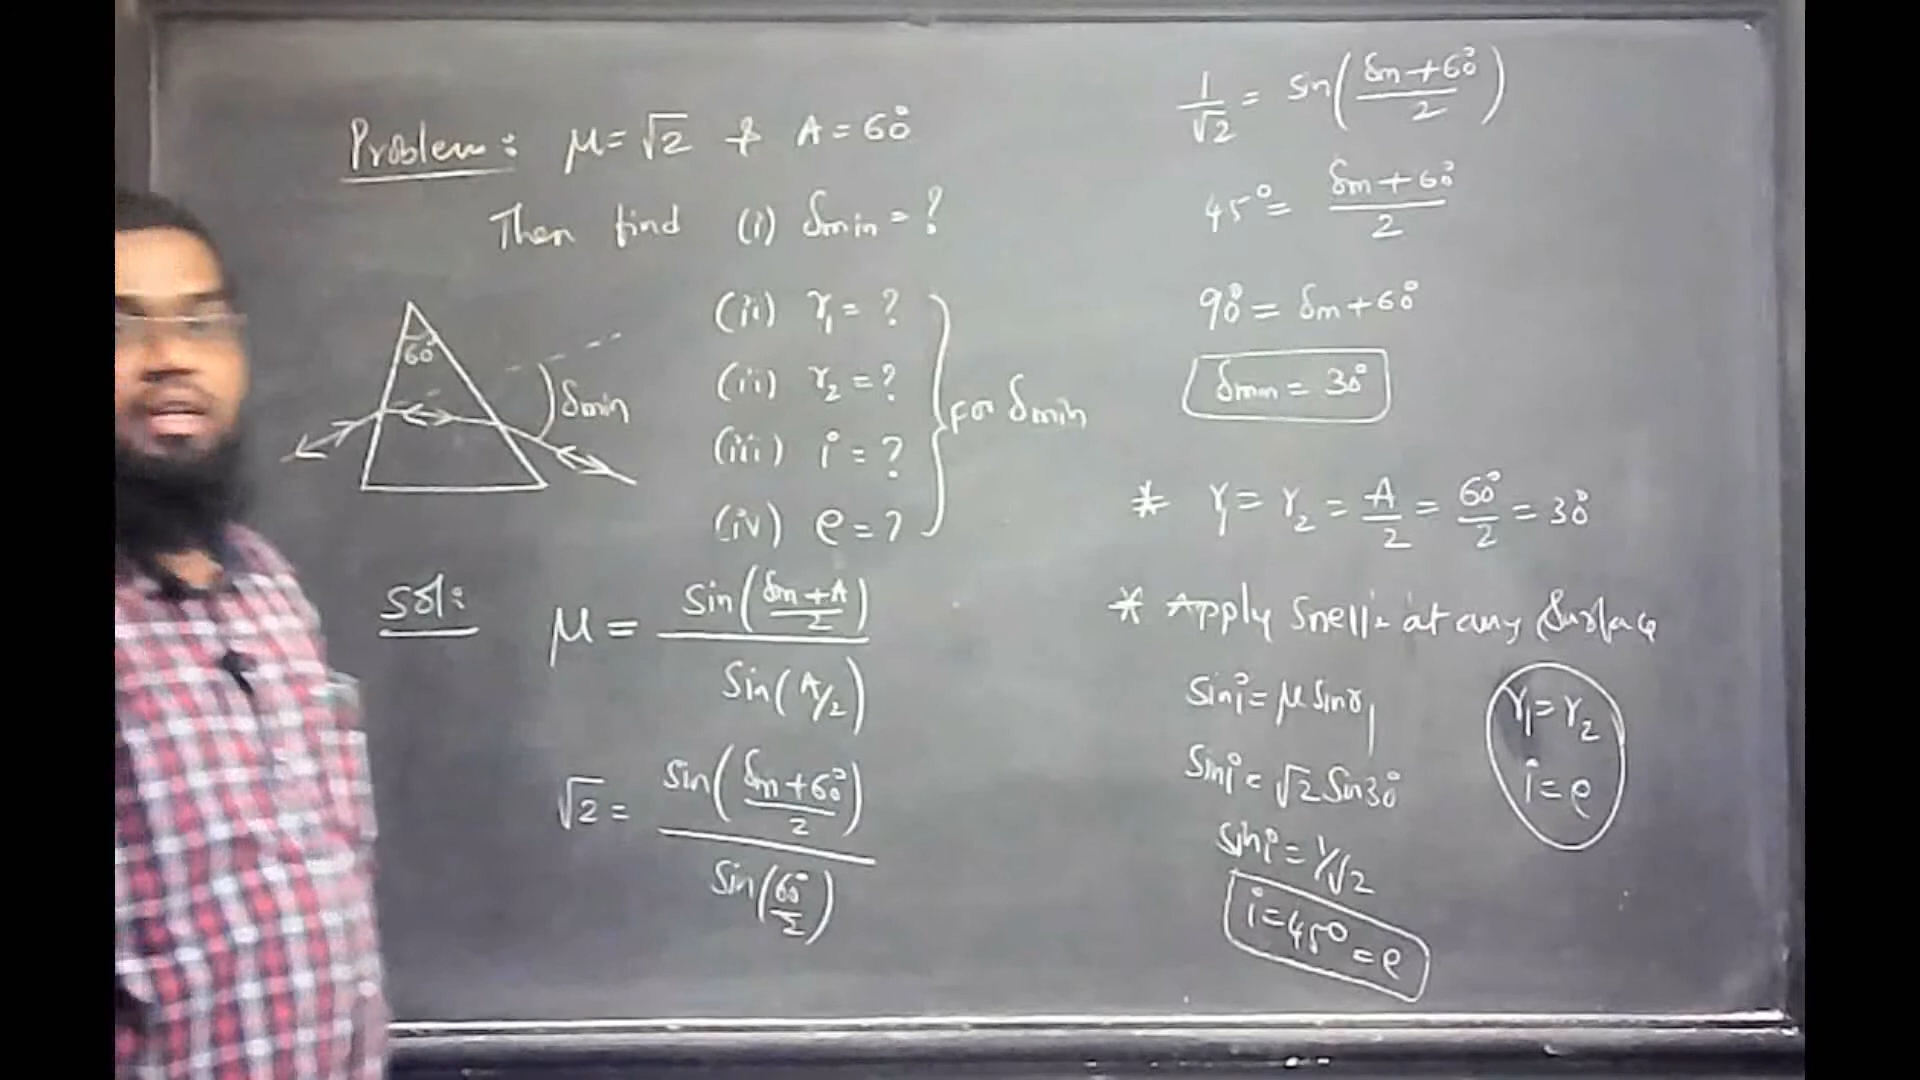 Problem: μ = √2 & A = 60°
Then find (i) δmin = ?
(ii) r₁ = ?
(iii) r₂ = ?
(iii) i = ?
(iv) e = ?
for δmin
60°
δmin
Sol:
μ = sin((δm + A)/2) / sin(A/2)
√2 = sin((δm + 60°)/2) / sin(60°/2)
1/√2 = sin((δm + 60°)/2)
45° = (δm + 60°)/2
90° = δm + 60°
δmin = 30°
* r₁ = r₂ = A/2 = 60°/2 = 30°
* Apply Snell's at any Surface
sin i = μ sin r₁
sin i = √2 sin 30°
sin i = 1/√2
i = 45° = e
r₁ = r₂
i = e